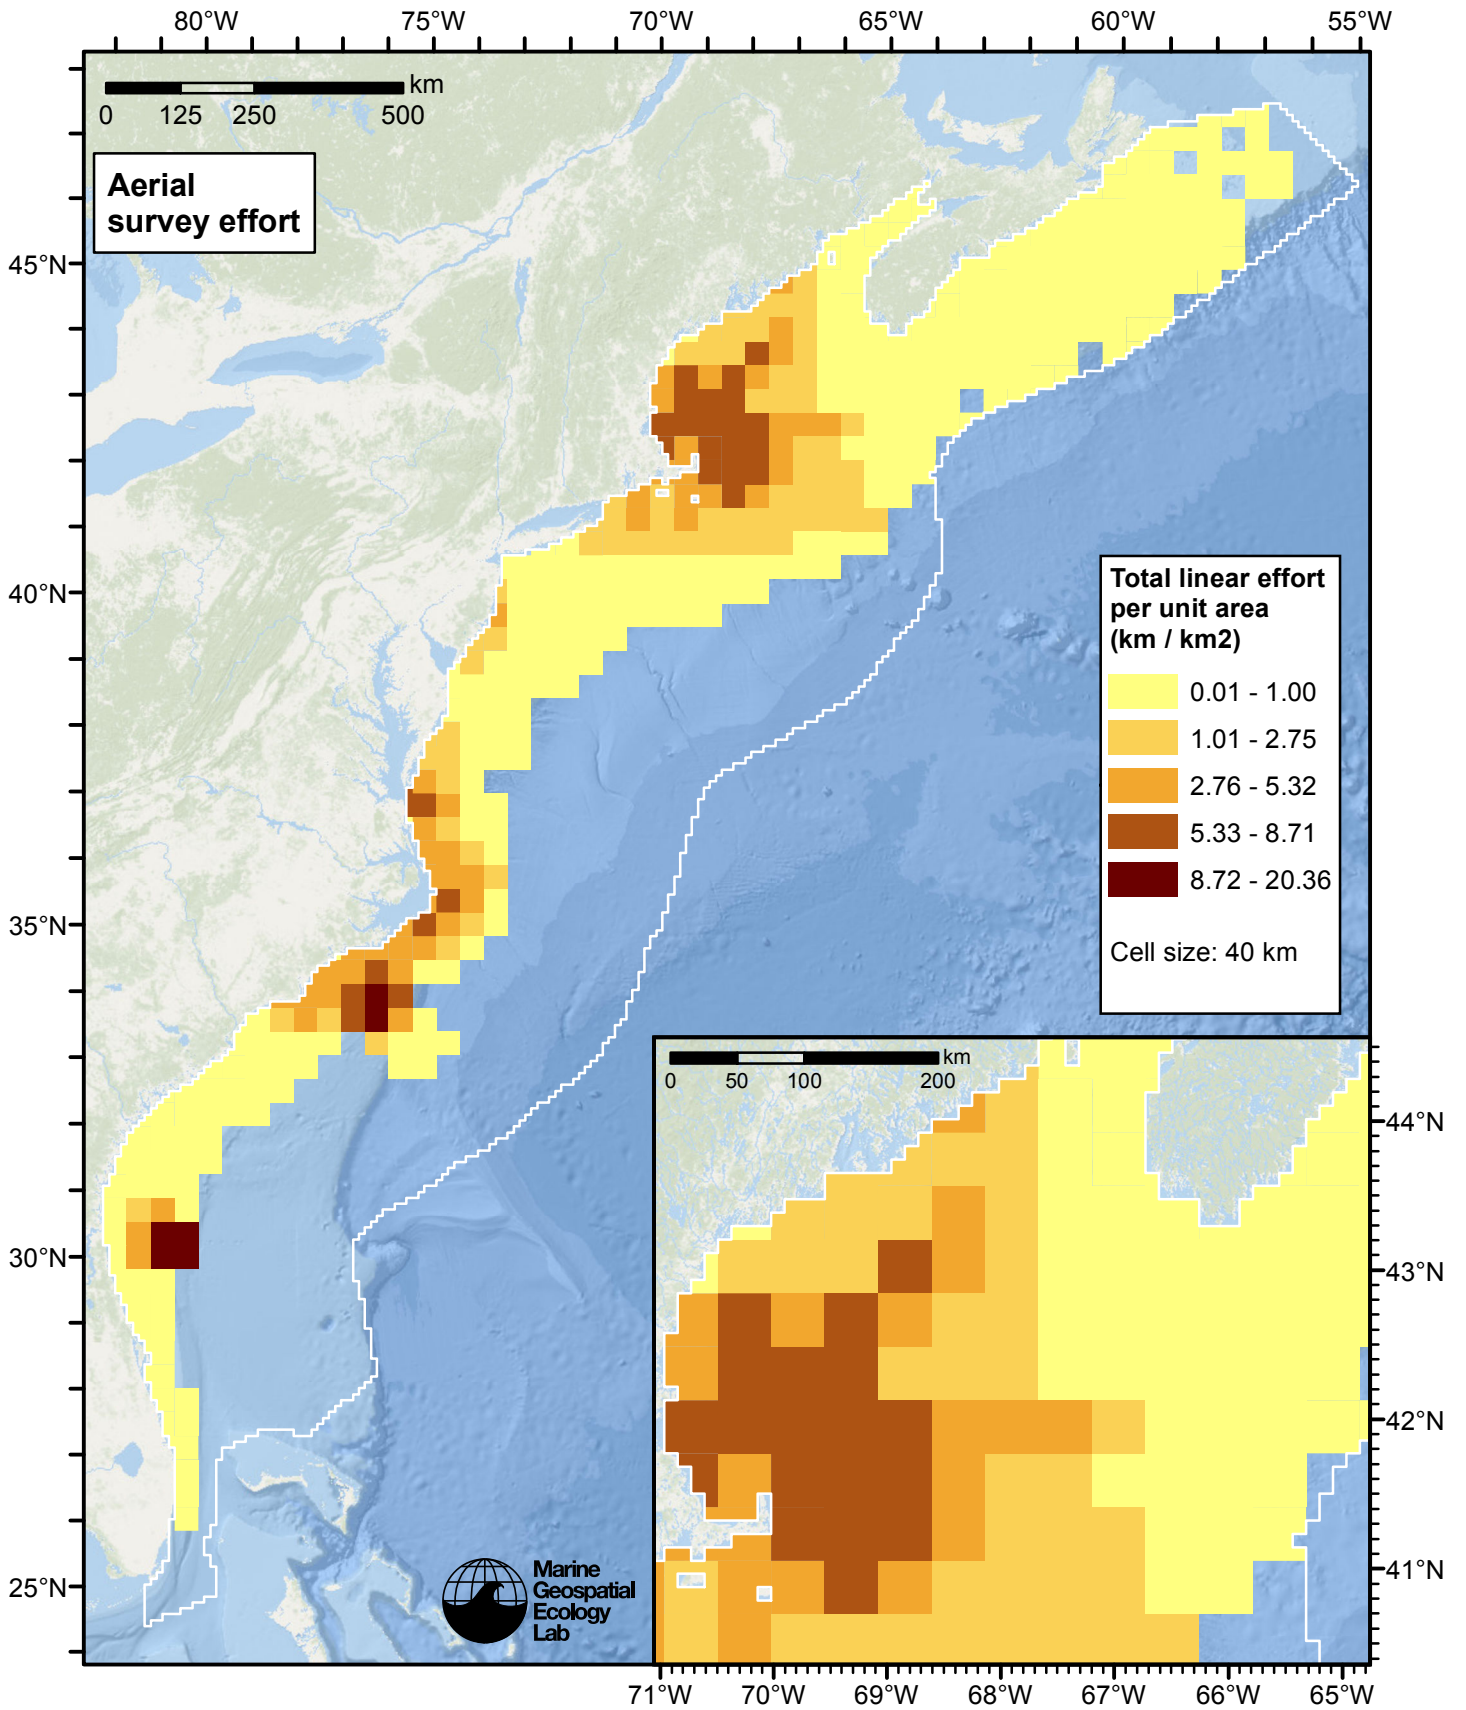 80°W 75°W 70°W 65°W 60°W 55°W
km
0 125 250 500
Aerial
survey effort
45°N
40°N
35°N
30°N
25°N
Total linear effort
per unit area
(km / km2)
0.01 - 1.00
1.01 - 2.75
2.76 - 5.32
5.33 - 8.71
8.72 - 20.36
Cell size: 40 km
km
0 50 100 200
44°N
43°N
42°N
41°N
Marine
Geospatial
Ecology
Lab
71°W 70°W 69°W 68°W 67°W 66°W 65°W